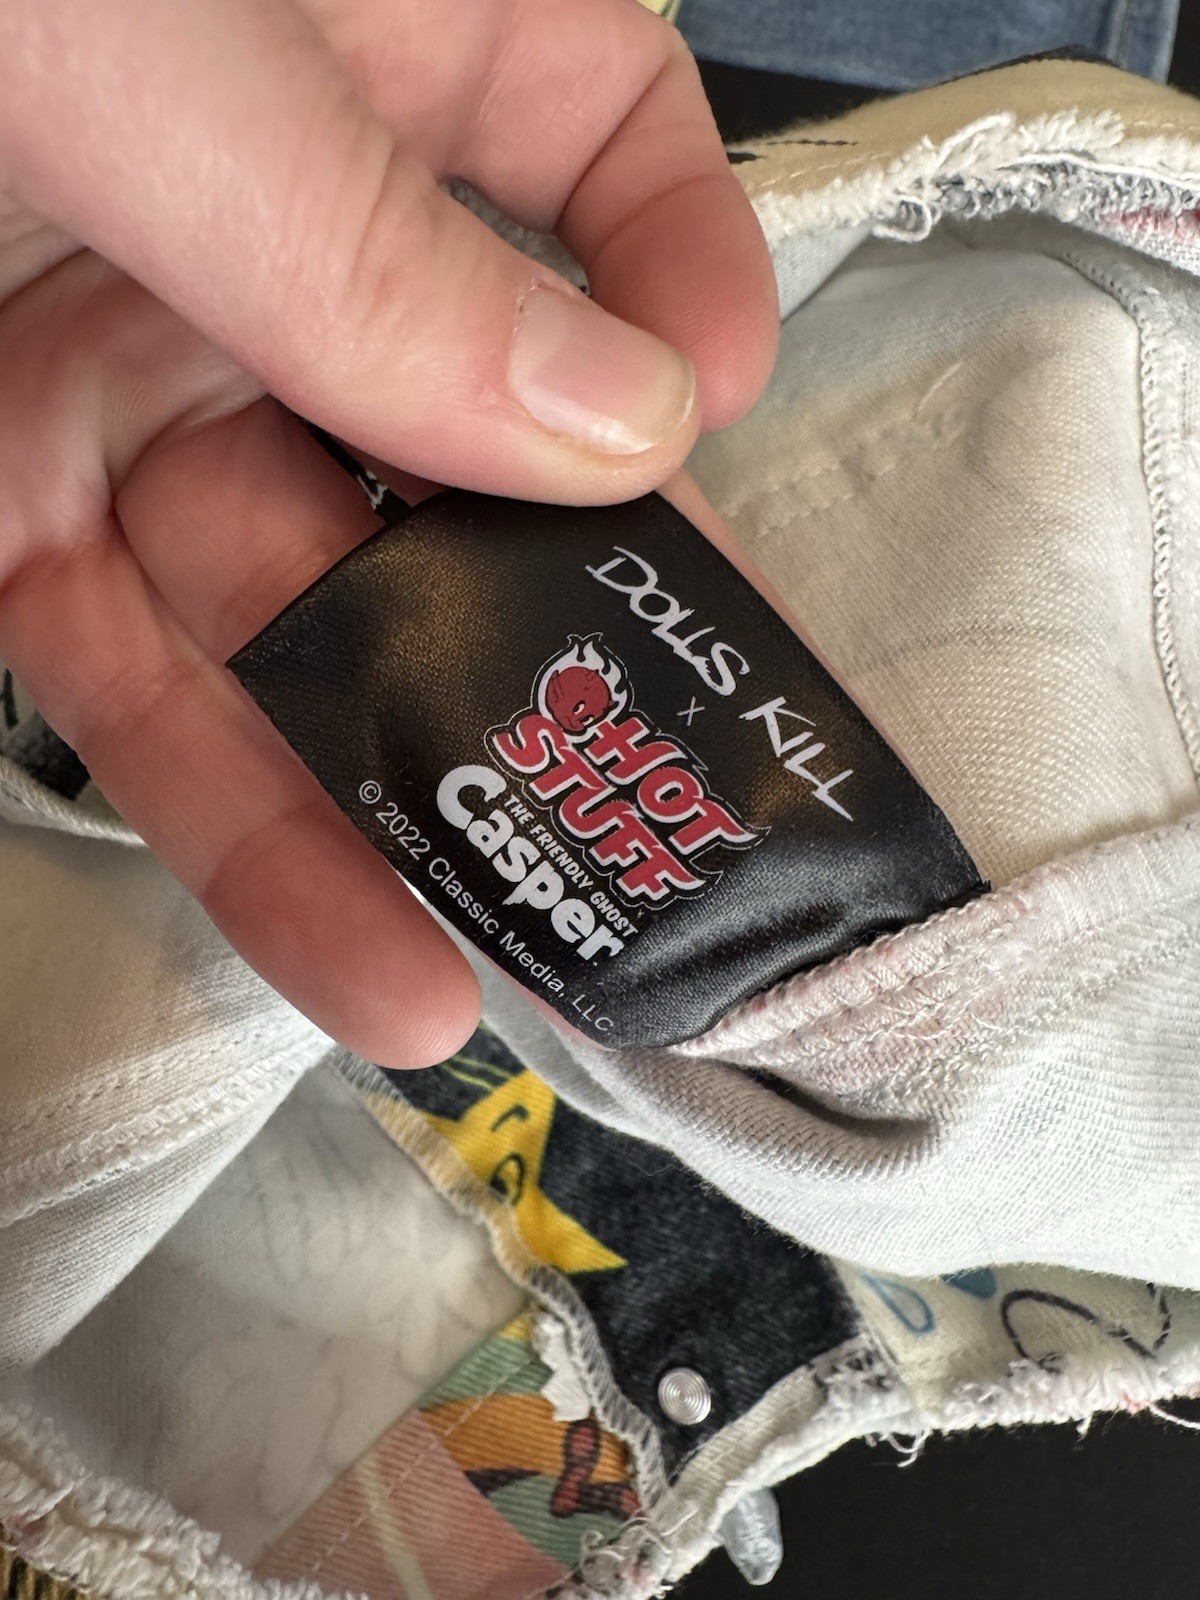 DOLLS KILL
X
HOT
STUFF
THE FRIENDLY GHOST
Casper
© 2022 Classic Media, LLC